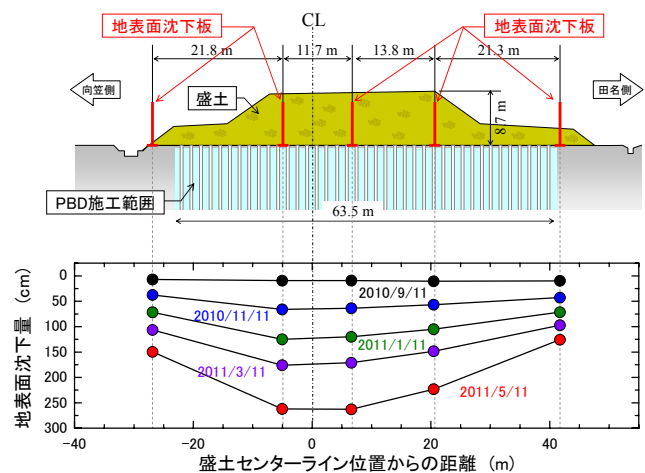 CL
地表面沈下板
地表面沈下板
21.8 m
11.7 m
13.8 m
21.3 m
向笠側
田名側
盛土
8.7 m
PBD施工範囲
63.5 m
0
50
100
150
200
250
300
地表面沈下量 (cm)
2010/9/11
2010/11/11
2011/1/11
2011/3/11
2011/5/11
-40
-20
0
20
40
盛土センターライン位置からの距離 (m)